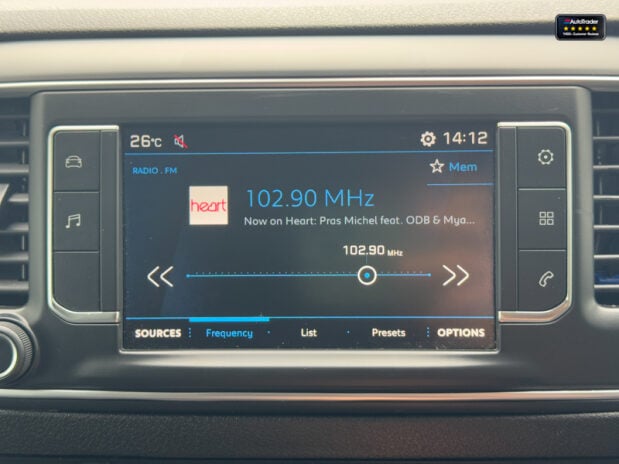 AutoTrader
26°C
14:12
RADIO . FM
Mem
heart
102.90 MHz
Now on Heart: Pras Michel feat. ODB & Mya...
102.90 MHz
SOURCES
Frequency
List
Presets
OPTIONS